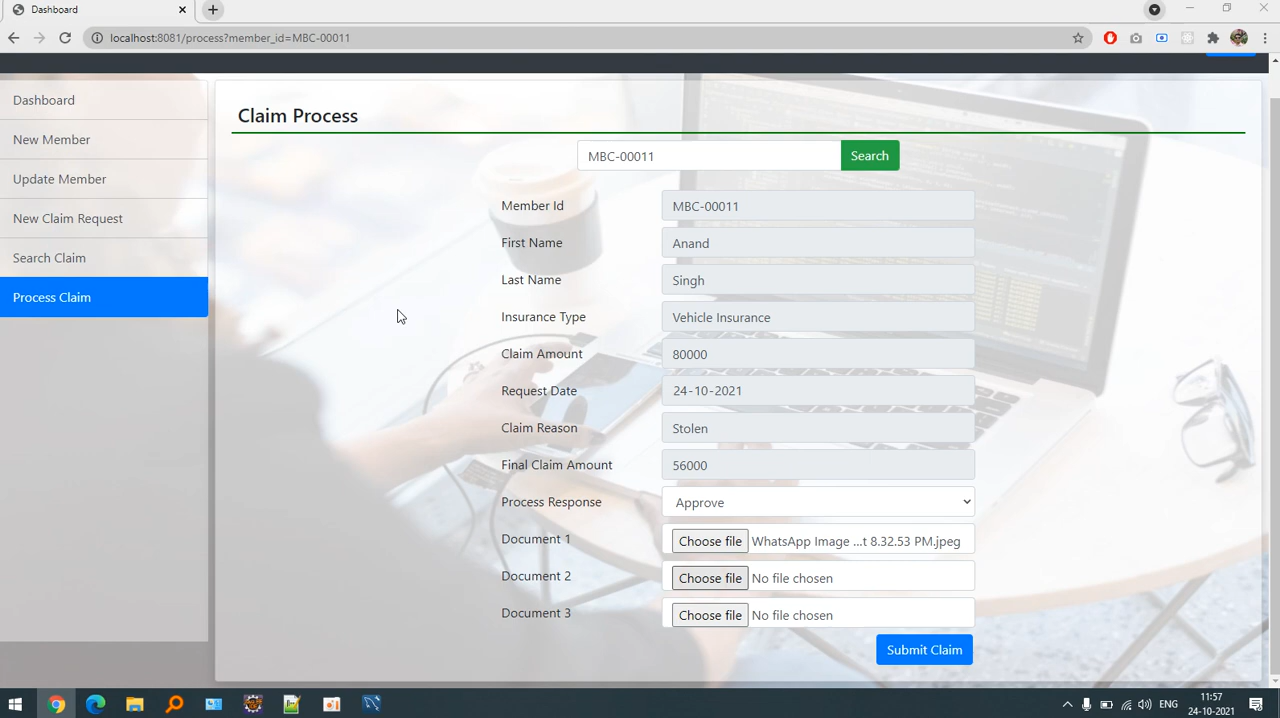 Dashboard
localhost:8081/process?member_id=MBC-00011
Dashboard
New Member
Update Member
New Claim Request
Search Claim
Process Claim
Claim Process
MBC-00011 Search
Member Id MBC-00011
First Name Anand
Last Name Singh
Insurance Type Vehicle Insurance
Claim Amount 80000
Request Date 24-10-2021
Claim Reason Stolen
Final Claim Amount 56000
Process Response Approve
Document 1 Choose file WhatsApp Image ...t 8.32.53 PM.jpeg
Document 2 Choose file No file chosen
Document 3 Choose file No file chosen
Submit Claim
ENG
11:57
24-10-2021